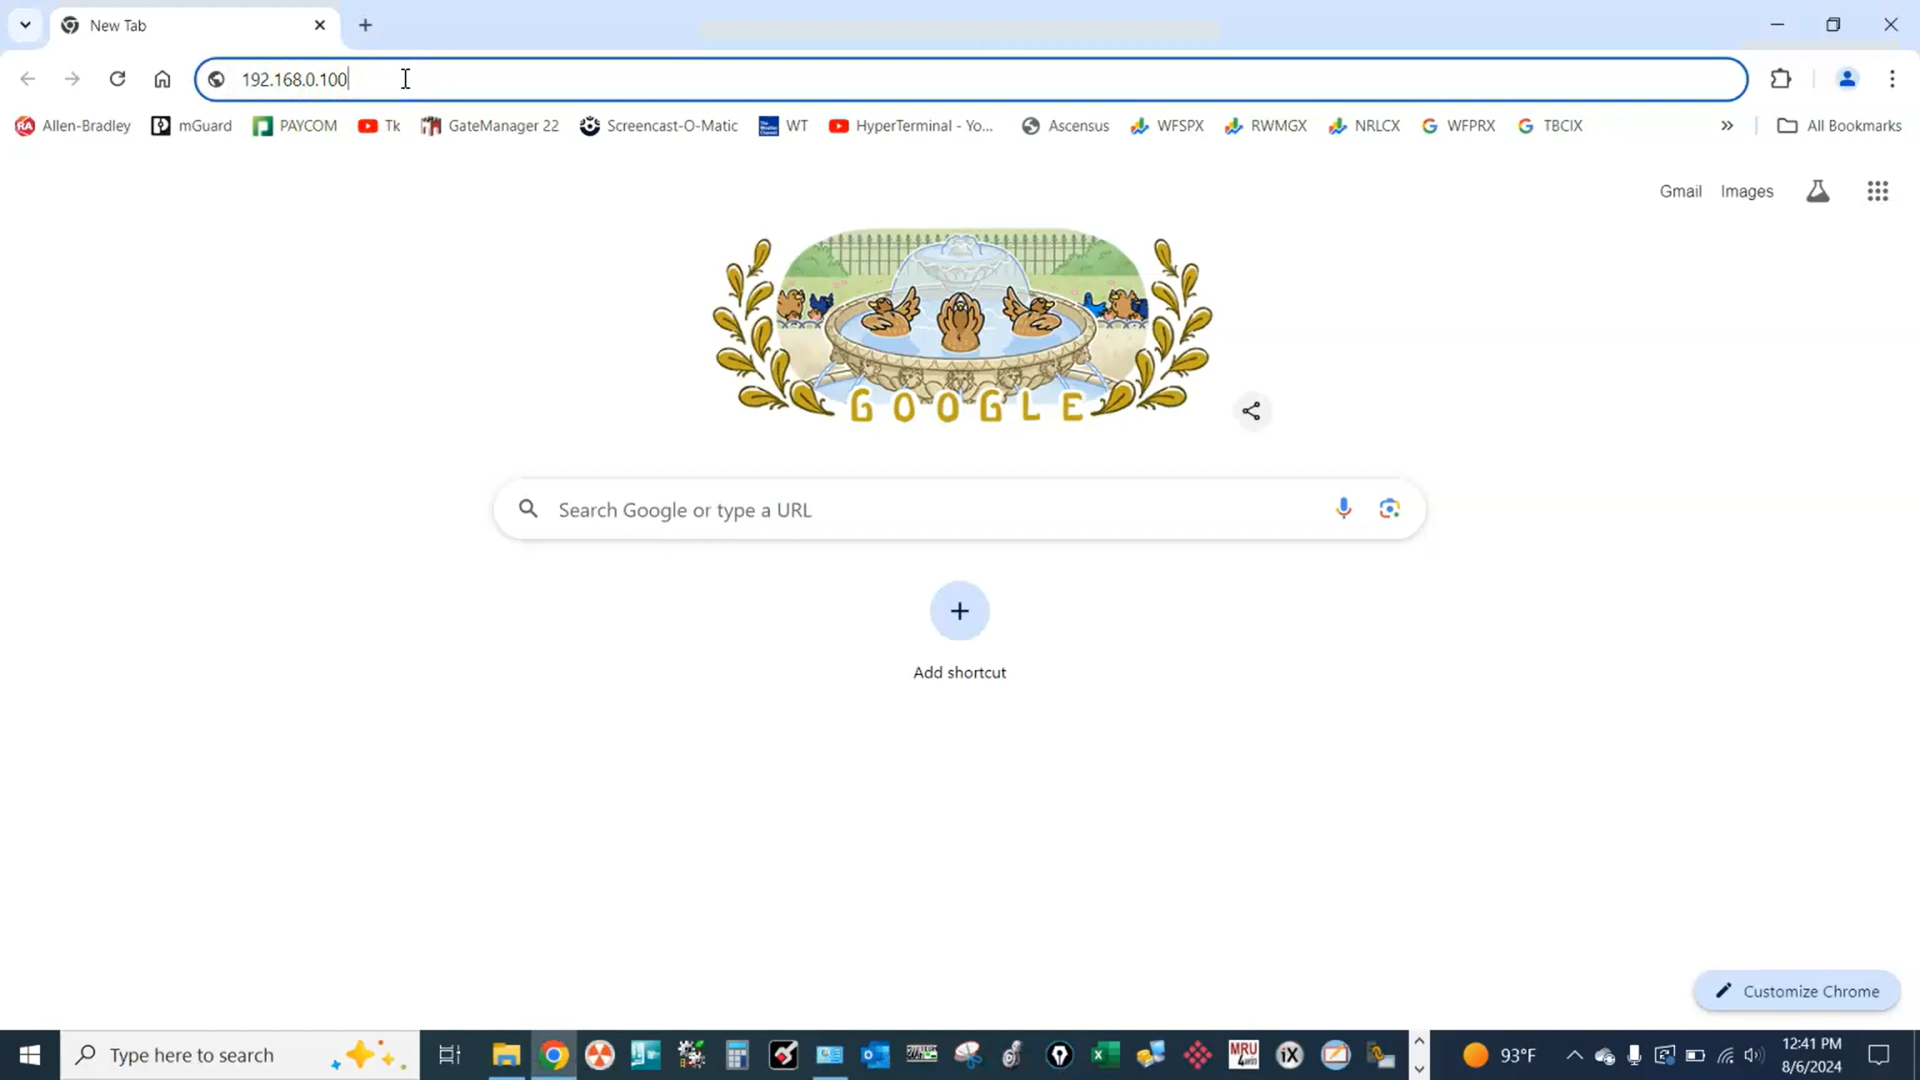 New Tab
192.168.0.100
Allen-Bradley mGuard PAYCOM Tk GateManager 22 Screencast-O-Matic WT HyperTerminal - Yo... Ascensus WFSPX RWMGX NRLCX WFPRX TBCIX » All Bookmarks
Gmail Images
GOOGLE
Search Google or type a URL
Add shortcut
Customize Chrome
Type here to search
MRU
iX
93°F
12:41 PM
8/6/2024